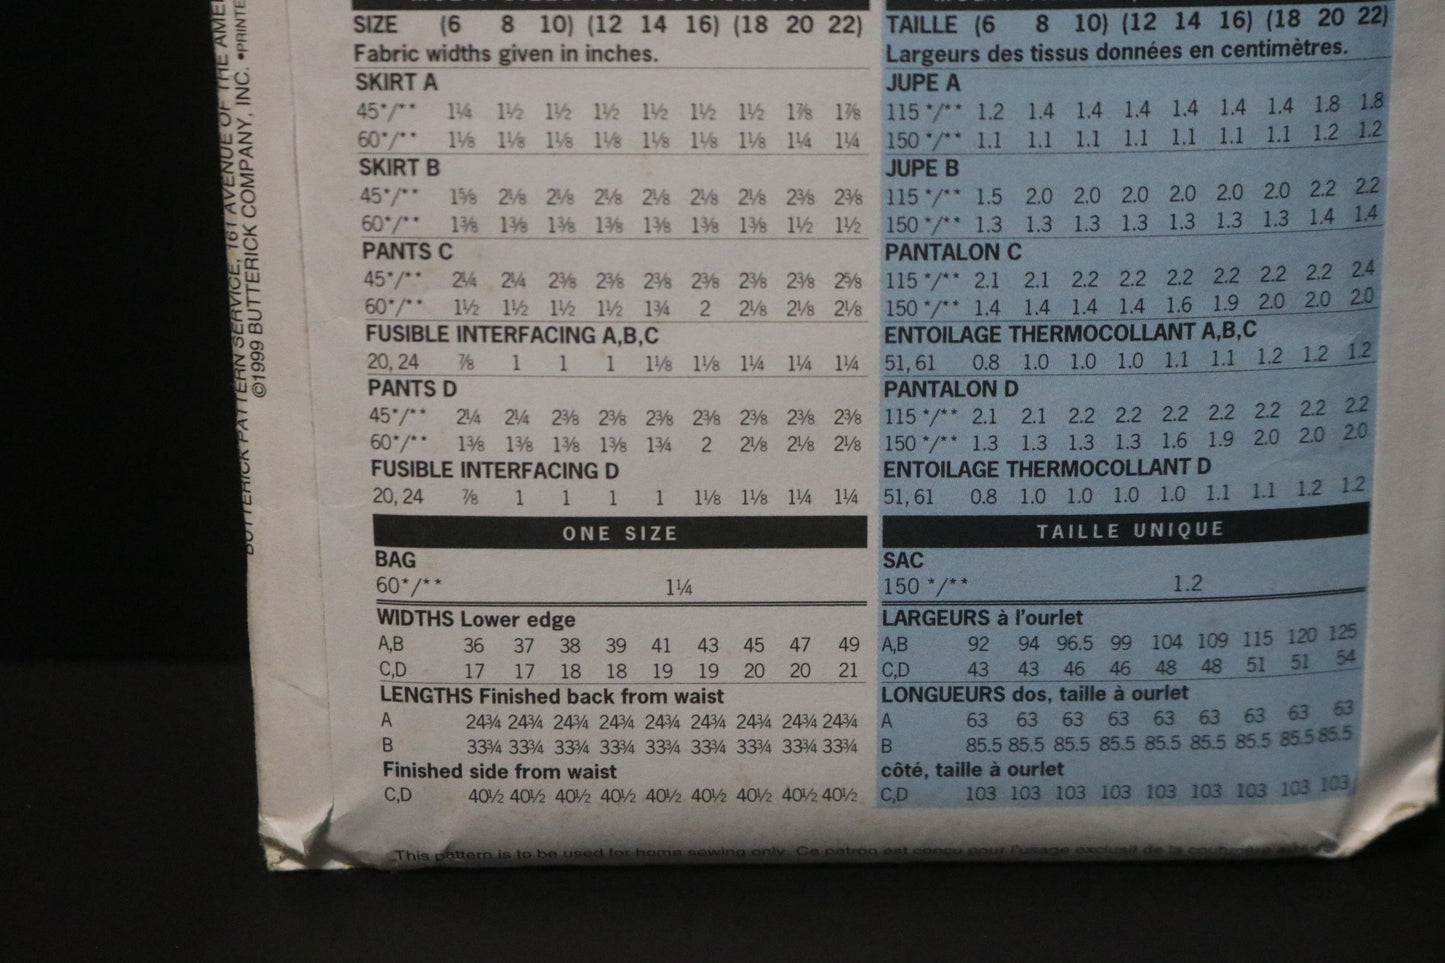 SIZE (6 8 10) (12 14 16) (18 20 22)
Fabric widths given in inches.
SKIRT A
45*/** 1¼ 1½ 1½ 1½ 1½ 1½ 1½ 1⅞ 1⅞
60*/** 1⅛ 1⅛ 1⅛ 1⅛ 1⅛ 1⅛ 1⅛ 1¼ 1¼
SKIRT B
45*/** 1⅝ 2⅛ 2⅛ 2⅛ 2⅛ 2⅛ 2⅛ 2⅜ 2⅜
60*/** 1⅜ 1⅜ 1⅜ 1⅜ 1⅜ 1⅜ 1⅜ 1½ 1½
PANTS C
45*/** 2¼ 2¼ 2⅜ 2⅜ 2⅜ 2⅜ 2⅜ 2⅜ 2⅝
60*/** 1½ 1½ 1½ 1½ 1¾ 2 2⅛ 2⅛ 2⅛
FUSIBLE INTERFACING A,B,C
20, 24 ⅞ 1 1 1 1⅛ 1⅛ 1¼ 1¼ 1¼
PANTS D
45*/** 2¼ 2¼ 2⅜ 2⅜ 2⅜ 2⅜ 2⅜ 2⅜ 2⅜
60*/** 1⅜ 1⅜ 1⅜ 1⅜ 1¾ 2 2⅛ 2⅛ 2⅛
FUSIBLE INTERFACING D
20, 24 ⅞ 1 1 1 1 1⅛ 1⅛ 1¼ 1¼
ONE SIZE
BAG
60*/** 1¼
WIDTHS Lower edge
A,B 36 37 38 39 41 43 45 47 49
C,D 17 17 18 18 19 19 20 20 21
LENGTHS Finished back from waist
A 24¾ 24¾ 24¾ 24¾ 24¾ 24¾ 24¾ 24¾ 24¾
B 33¾ 33¾ 33¾ 33¾ 33¾ 33¾ 33¾ 33¾ 33¾
Finished side from waist
C,D 40½ 40½ 40½ 40½ 40½ 40½ 40½ 40½ 40½
TAILLE (6 8 10) (12 14 16) (18 20 22)
Largeurs des tissus données en centimètres.
JUPE A
115 */** 1.2 1.4 1.4 1.4 1.4 1.4 1.4 1.8 1.8
150 */** 1.1 1.1 1.1 1.1 1.1 1.1 1.1 1.2 1.2
JUPE B
115 */** 1.5 2.0 2.0 2.0 2.0 2.0 2.0 2.2 2.2
150 */** 1.3 1.3 1.3 1.3 1.3 1.3 1.3 1.4 1.4
PANTALON C
115 */** 2.1 2.1 2.2 2.2 2.2 2.2 2.2 2.2 2.4
150 */** 1.4 1.4 1.4 1.4 1.6 1.9 2.0 2.0 2.0
ENTOILAGE THERMOCOLLANT A,B,C
51, 61 0.8 1.0 1.0 1.0 1.1 1.1 1.2 1.2 1.2
PANTALON D
115 */** 2.1 2.1 2.2 2.2 2.2 2.2 2.2 2.2 2.2
150 */** 1.3 1.3 1.3 1.3 1.6 1.9 2.0 2.0 2.0
ENTOILAGE THERMOCOLLANT D
51, 61 0.8 1.0 1.0 1.0 1.0 1.1 1.1 1.2 1.2
TAILLE UNIQUE
SAC
150 */** 1.2
LARGEURS à l'ourlet
A,B 92 94 96.5 99 104 109 115 120 125
C,D 43 43 46 46 48 48 51 51 54
LONGUEURS dos, taille à ourlet
A 63 63 63 63 63 63 63 63 63
B 85.5 85.5 85.5 85.5 85.5 85.5 85.5 85.5 85.5
côté, taille à ourlet
C,D 103 103 103 103 103 103 103 103 103
This pattern is to be used for home sewing only. Ce patron est conçu pour l'usage exclusif de la couturière
BUTTERICK PATTERN SERVICE, 161 AVENUE OF THE
©1999 BUTTERICK COMPANY, INC.